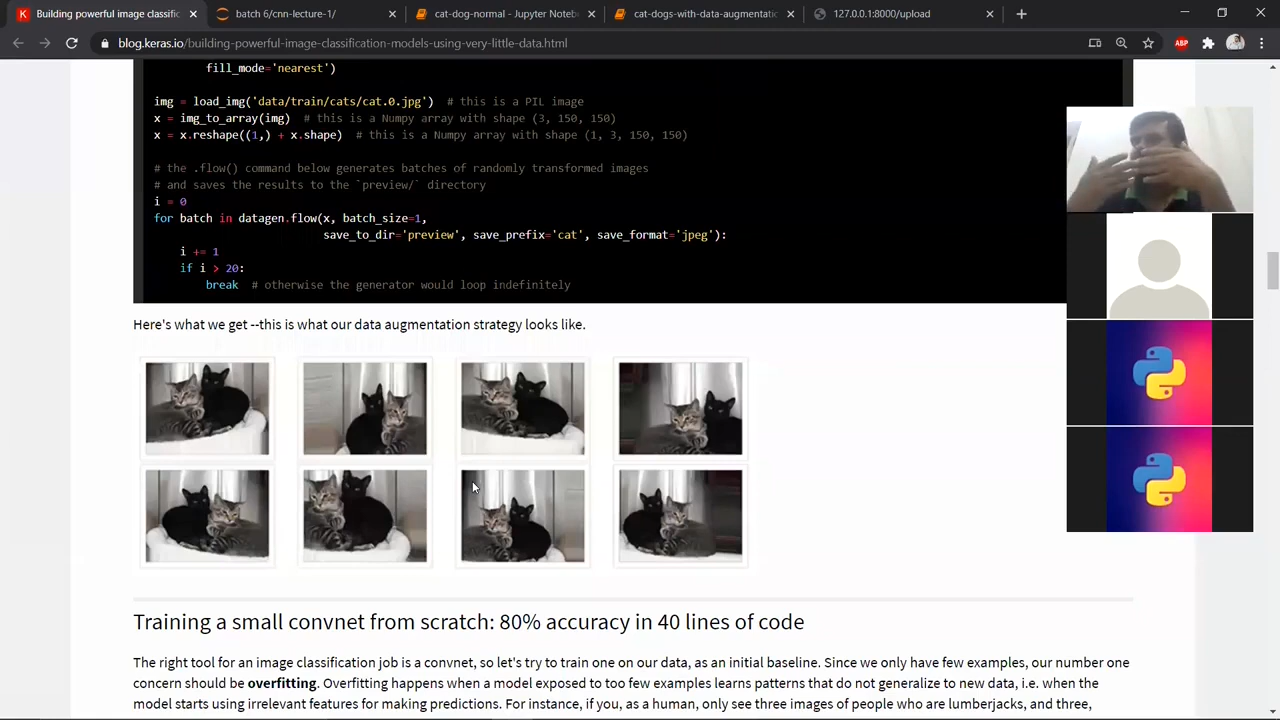 Building powerful image classific
batch 6/cnn-lecture-1/
cat-dog-normal - Jupyter Noteb
cat-dogs-with-data-augmentatic
127.0.0.1:8000/upload
blog.keras.io/building-powerful-image-classification-models-using-very-little-data.html
ABP
fill_mode='nearest')
img = load_img('data/train/cats/cat.0.jpg')  # this is a PIL image
x = img_to_array(img)  # this is a Numpy array with shape (3, 150, 150)
x = x.reshape((1,) + x.shape)  # this is a Numpy array with shape (1, 3, 150, 150)
# the .flow() command below generates batches of randomly transformed images
# and saves the results to the `preview/` directory
i = 0
for batch in datagen.flow(x, batch_size=1,
save_to_dir='preview', save_prefix='cat', save_format='jpeg'):
i += 1
if i > 20:
break  # otherwise the generator would loop indefinitely
Here's what we get --this is what our data augmentation strategy looks like.
Training a small convnet from scratch: 80% accuracy in 40 lines of code
The right tool for an image classification job is a convnet, so let's try to train one on our data, as an initial baseline. Since we only have few examples, our number one
concern should be overfitting. Overfitting happens when a model exposed to too few examples learns patterns that do not generalize to new data, i.e. when the
model starts using irrelevant features for making predictions. For instance, if you, as a human, only see three images of people who are lumberjacks, and three,